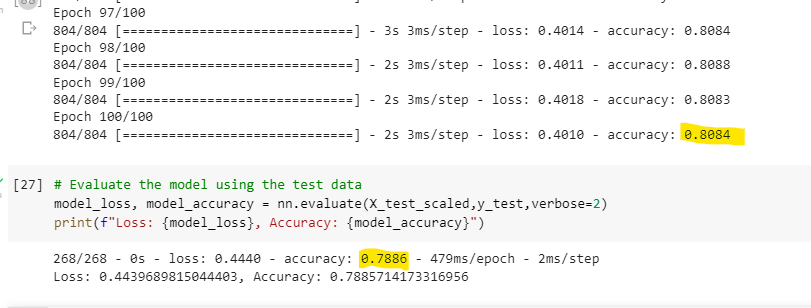 Epoch 97/100
804/804 [==============================] - 3s 3ms/step - loss: 0.4014 - accuracy: 0.8084
Epoch 98/100
804/804 [==============================] - 2s 3ms/step - loss: 0.4011 - accuracy: 0.8088
Epoch 99/100
804/804 [==============================] - 2s 3ms/step - loss: 0.4018 - accuracy: 0.8083
Epoch 100/100
804/804 [==============================] - 2s 3ms/step - loss: 0.4010 - accuracy: 0.8084
[27] # Evaluate the model using the test data
model_loss, model_accuracy = nn.evaluate(X_test_scaled,y_test,verbose=2)
print(f"Loss: {model_loss}, Accuracy: {model_accuracy}")
268/268 - 0s - loss: 0.4440 - accuracy: 0.7886 - 479ms/epoch - 2ms/step
Loss: 0.4439689815044403, Accuracy: 0.7885714173316956